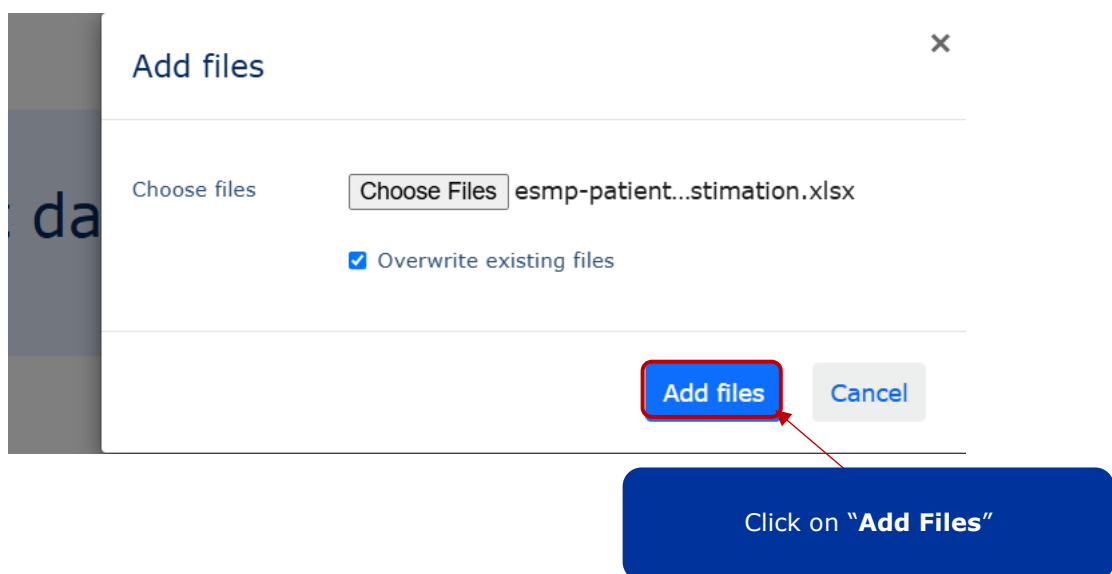 Add files
×
: da
Choose files
Choose Files esmp-patient...stimation.xlsx
Overwrite existing files
Add files Cancel
Click on “Add Files”